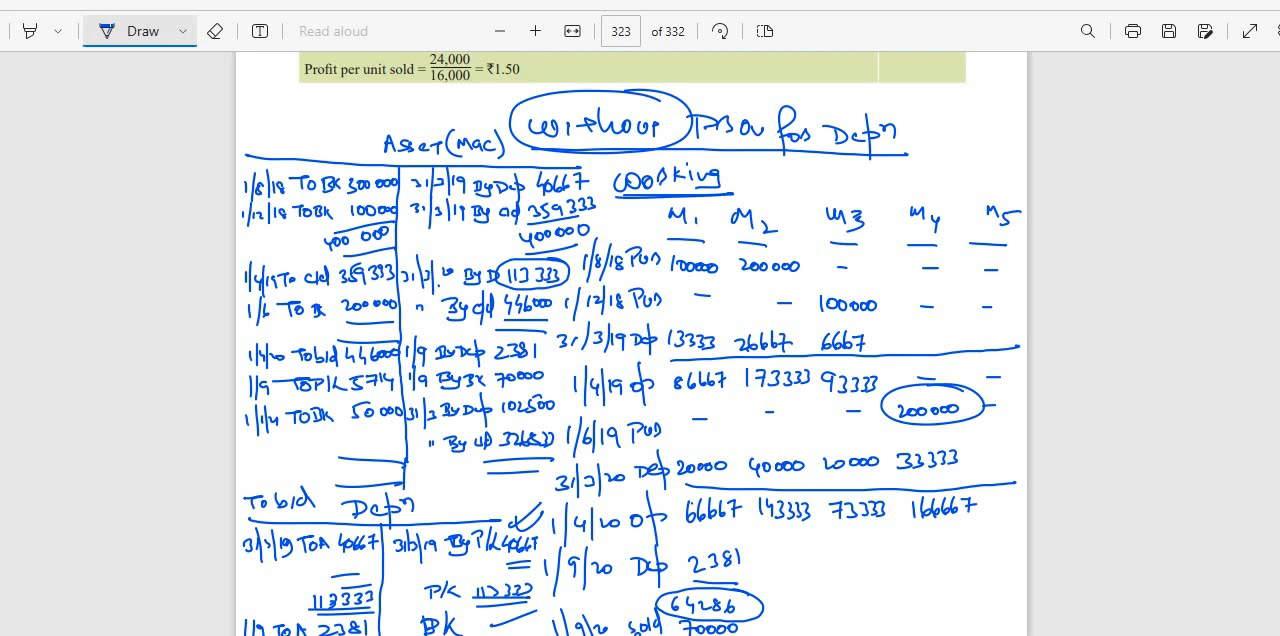 Draw
Read aloud
323 of 332
Profit per unit sold = 24,000 / 16,000 = ₹1.50
Asset (Mac) without for Depn
1/8/18 To BK 300000 31/3/19 By Dep 40667
1/12/18 To BK 100000 31/3/19 By c/d 359333
400 000 400000
1/4/19 To c/d 359333 By D 113333
1/6 To BK 200000 " By c/d 446000
1/4/20 To b/d 446000 1/9 By Dep 2381
1/9 To P/L 5714 1/9 By BK 70000
1/14 To BK 50000 31/3 By Dep 102500
" By c/d
working
M1 M2 M3 M4 M5
1/8/18 Pur 100000 200000 - - -
1/12/18 Pur - - 100000 - -
31/3/19 Dep 13333 26667 6667
1/4/19 Op 86667 173333 93333 - -
1/6/19 Pur - - - 200000 -
31/3/20 Dep 20000 40000 20000 33333
1/4/20 Op 66667 143333 73333 166667
1/9/20 Dep 2381
64286
1/9/20 sold 70000
To b/d Depn
31/3/19 To A 40667 31/3/19 By P/L 40667
113333 P/L 113333
1/9 To A 2381 BK